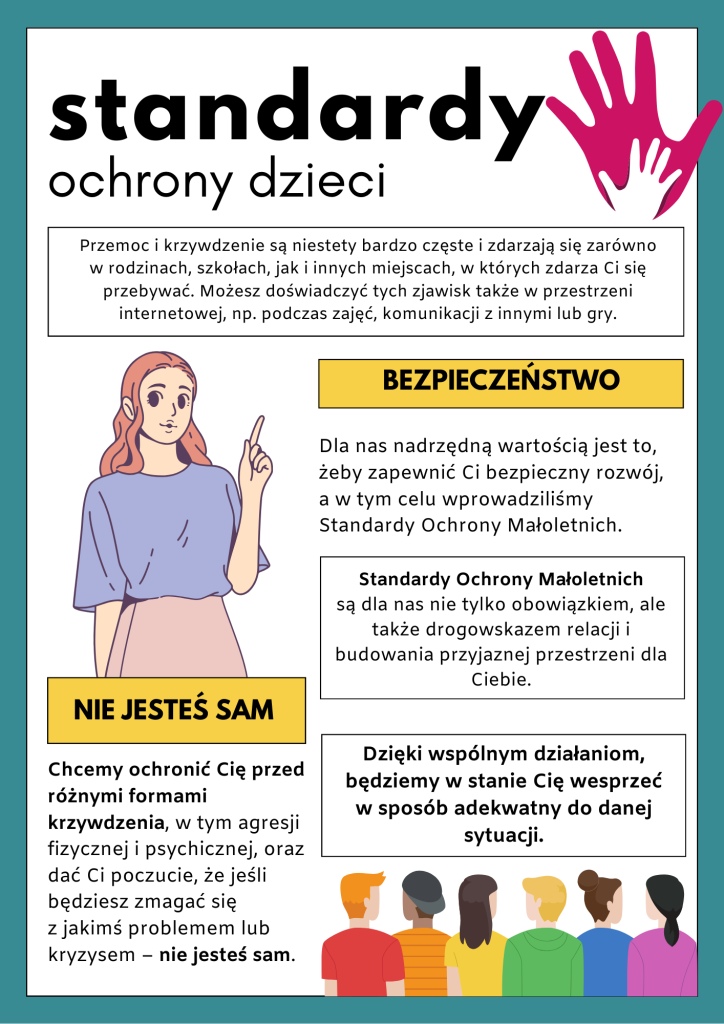 standardy
ochrony dzieci
Przemoc i krzywdzenie są niestety bardzo częste i zdarzają się zarówno
w rodzinach, szkołach, jak i innych miejscach, w których zdarza Ci się
przebywać. Możesz doświadczyć tych zjawisk także w przestrzeni
internetowej, np. podczas zajęć, komunikacji z innymi lub gry.
BEZPIECZEŃSTWO
Dla nas nadrzędną wartością jest to,
żeby zapewnić Ci bezpieczny rozwój,
a w tym celu wprowadziliśmy
Standardy Ochrony Małoletnich.
Standardy Ochrony Małoletnich
są dla nas nie tylko obowiązkiem, ale
także drogowskazem relacji i
budowania przyjaznej przestrzeni dla
Ciebie.
NIE JESTEŚ SAM
Chcemy ochronić Cię przed
różnymi formami
krzywdzenia, w tym agresji
fizycznej i psychicznej, oraz
dać Ci poczucie, że jeśli
będziesz zmagać się
z jakimś problemem lub
kryzysem – nie jesteś sam.
Dzięki wspólnym działaniom,
będziemy w stanie Cię wesprzeć
w sposób adekwatny do danej
sytuacji.